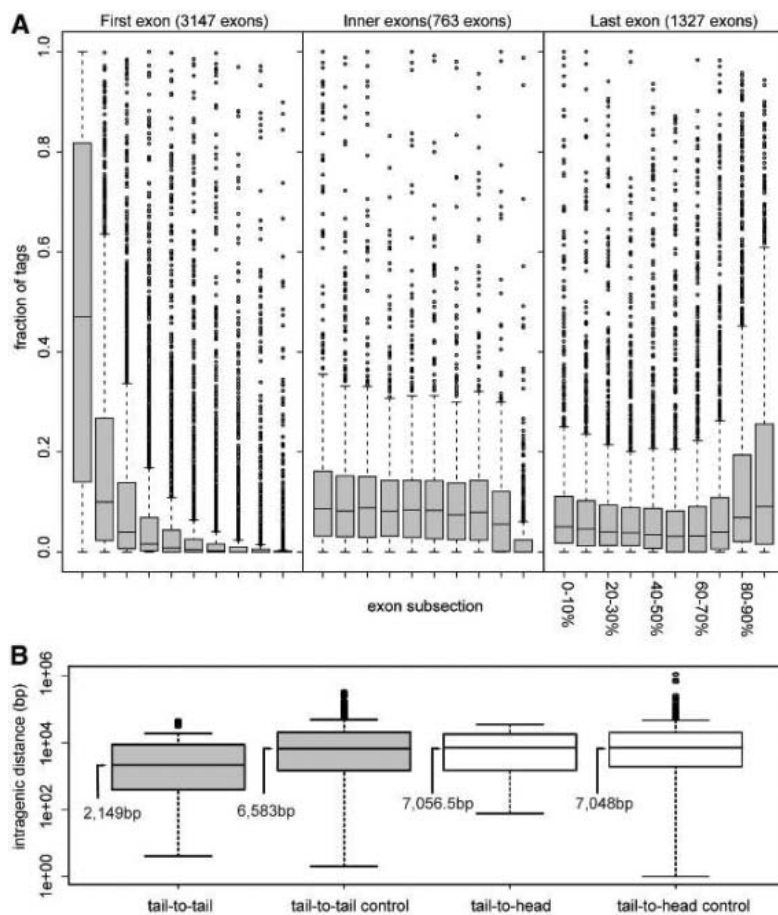 A
First exon (3147 exons)
Inner exons(763 exons)
Last exon (1327 exons)
fraction of tags
1.0
0.8
0.6
0.4
0.2
0.0
0-10%
20-30%
40-50%
60-70%
80-90%
exon subsection
B
intragenic distance (bp)
1e+06
1e+04
1e+02
1e+00
2,149bp
6,583bp
7,056.5bp
7,048bp
tail-to-tail
tail-to-tail control
tail-to-head
tail-to-head control